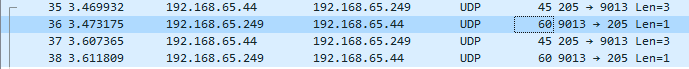 35 3.469932 192.168.65.44 192.168.65.249 UDP 45 205 → 9013 Len=3
36 3.473175 192.168.65.249 192.168.65.44 UDP 60 9013 → 205 Len=1
37 3.607365 192.168.65.44 192.168.65.249 UDP 45 205 → 9013 Len=3
38 3.611809 192.168.65.249 192.168.65.44 UDP 60 9013 → 205 Len=1